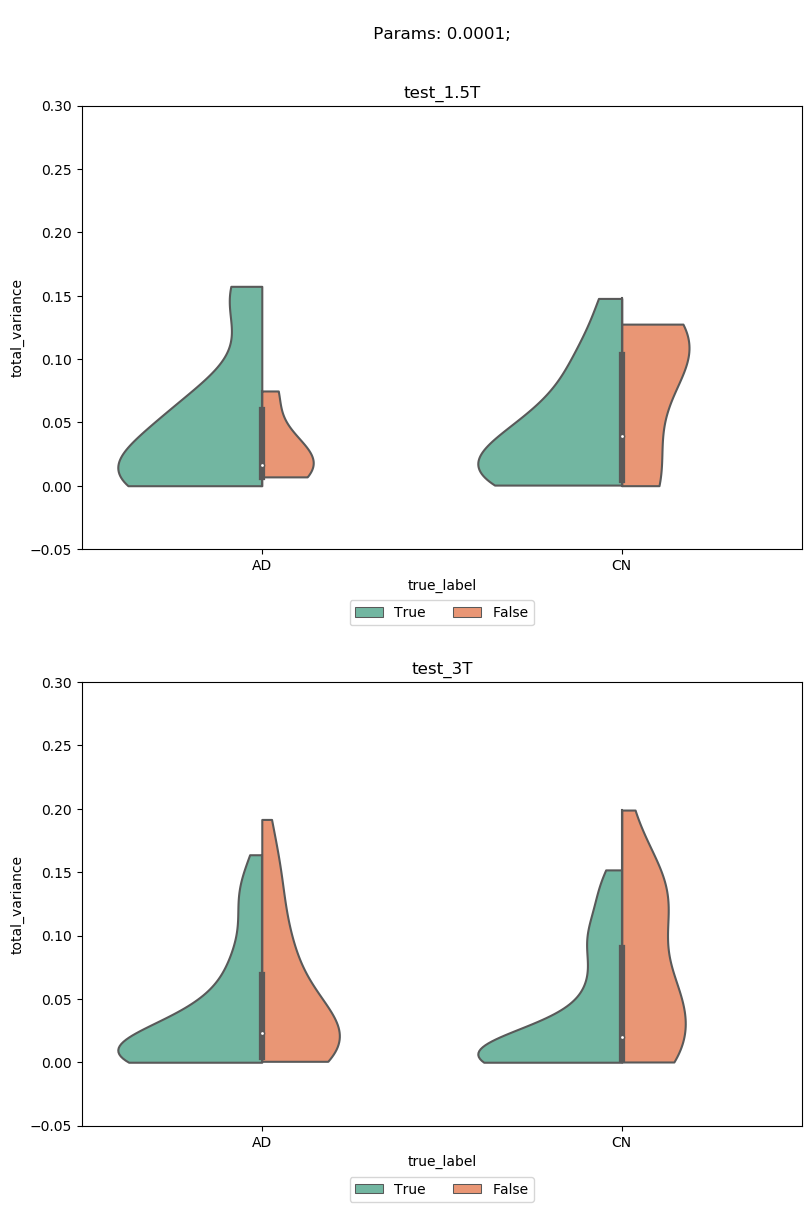 Params: 0.0001;
test_1.5T
0.30
0.25
0.20
0.15
0.10
0.05
0.00
−0.05
total_variance
AD CN
true_label
True False
test_3T
0.30
0.25
0.20
0.15
0.10
0.05
0.00
−0.05
total_variance
AD CN
true_label
True False